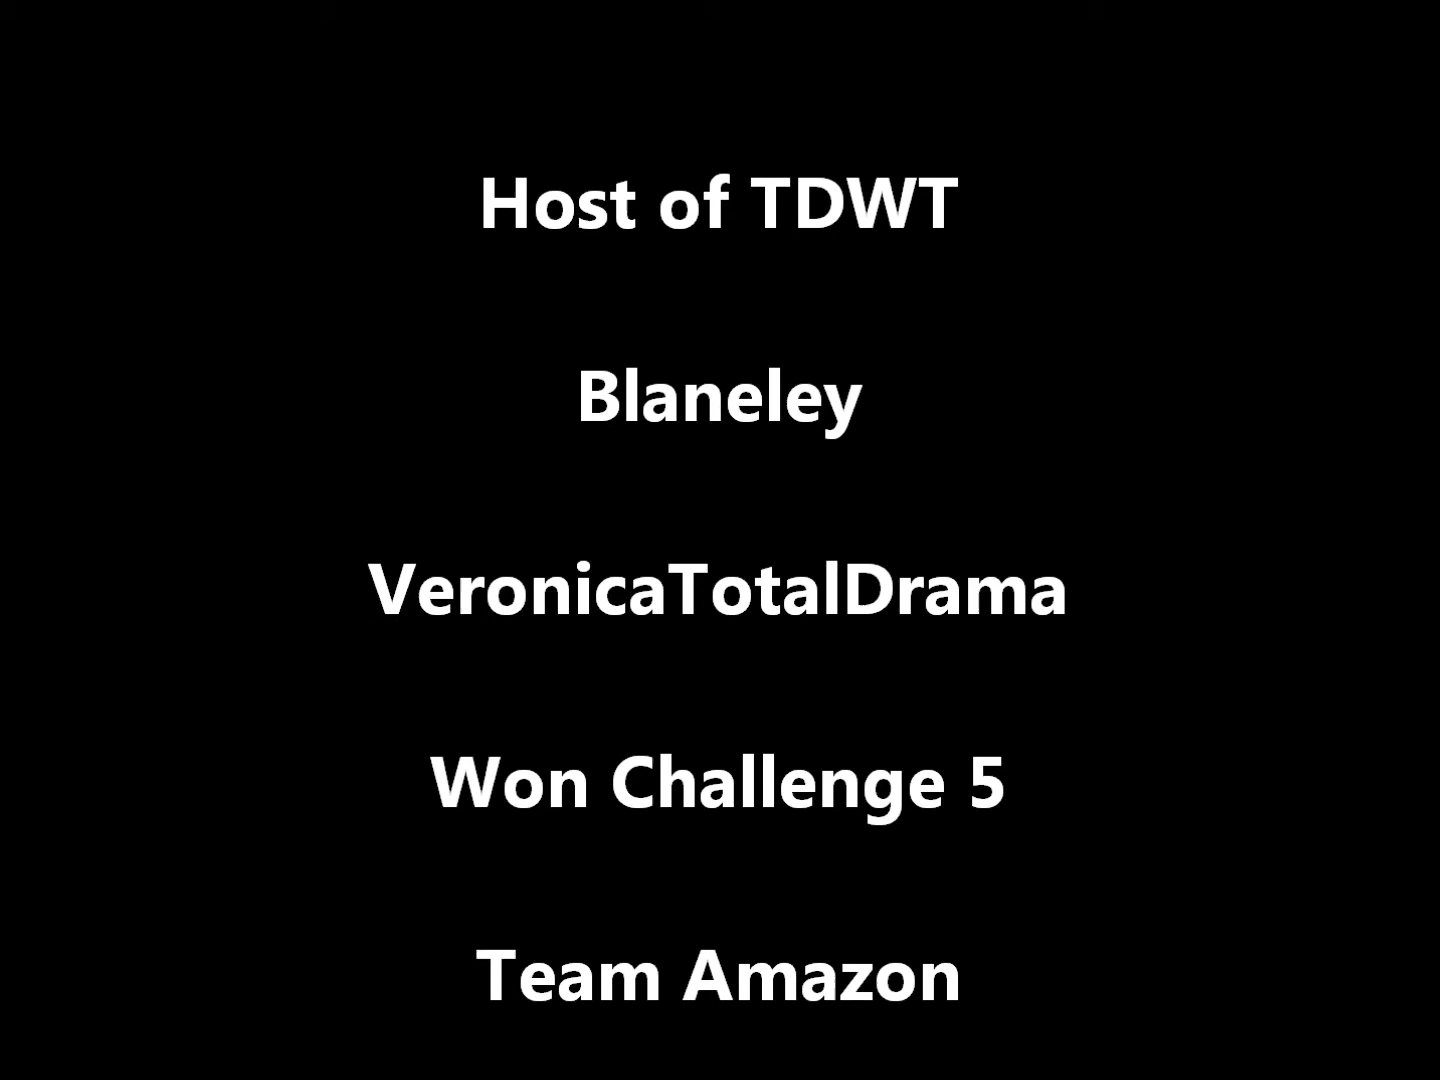 Host of TDWT
Blaneley
VeronicaTotalDrama
Won Challenge 5
Team Amazon